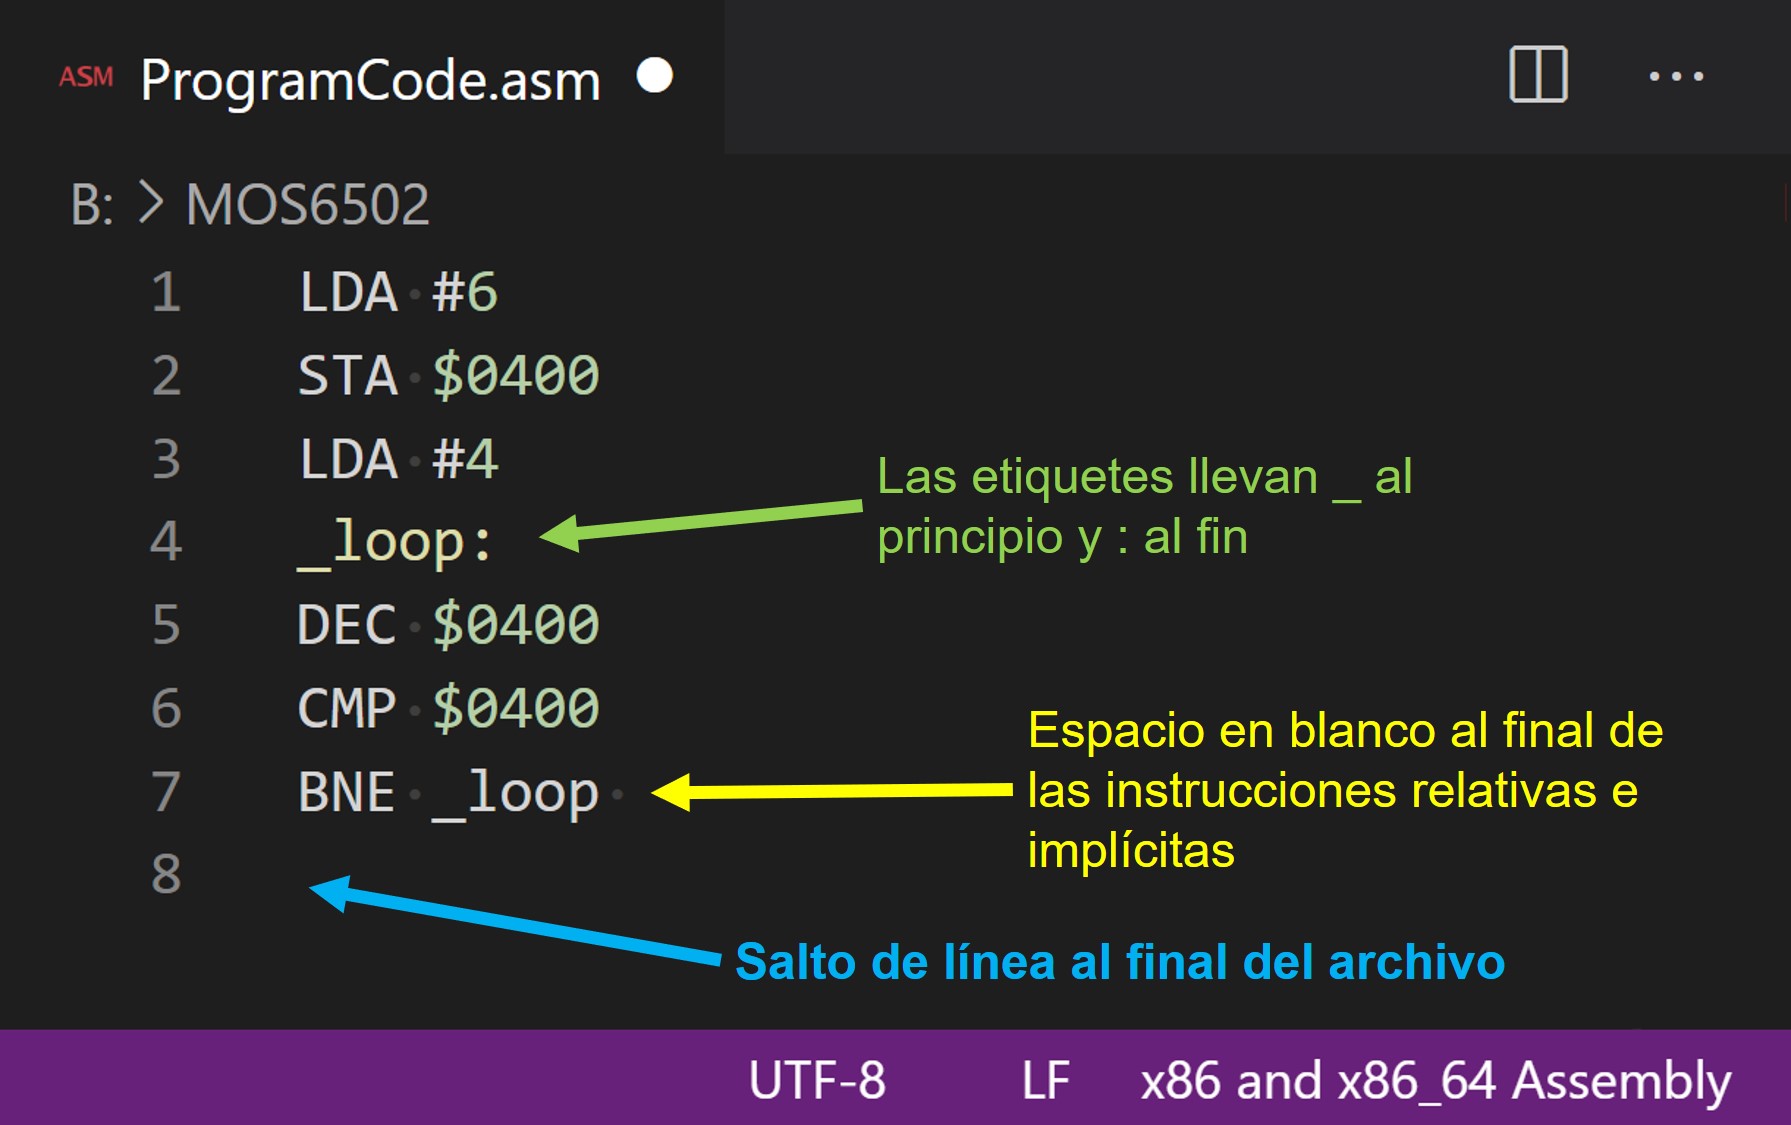 ASM ProgramCode.asm
B: > MOS6502
1 LDA #6
2 STA $0400
3 LDA #4
Las etiquetes llevan _ al
principio y : al fin
4 _loop:
5 DEC $0400
6 CMP $0400
7 BNE _loop
Espacio en blanco al final de
las instrucciones relativas e
implícitas
8
Salto de línea al final del archivo
UTF-8 LF x86 and x86_64 Assembly